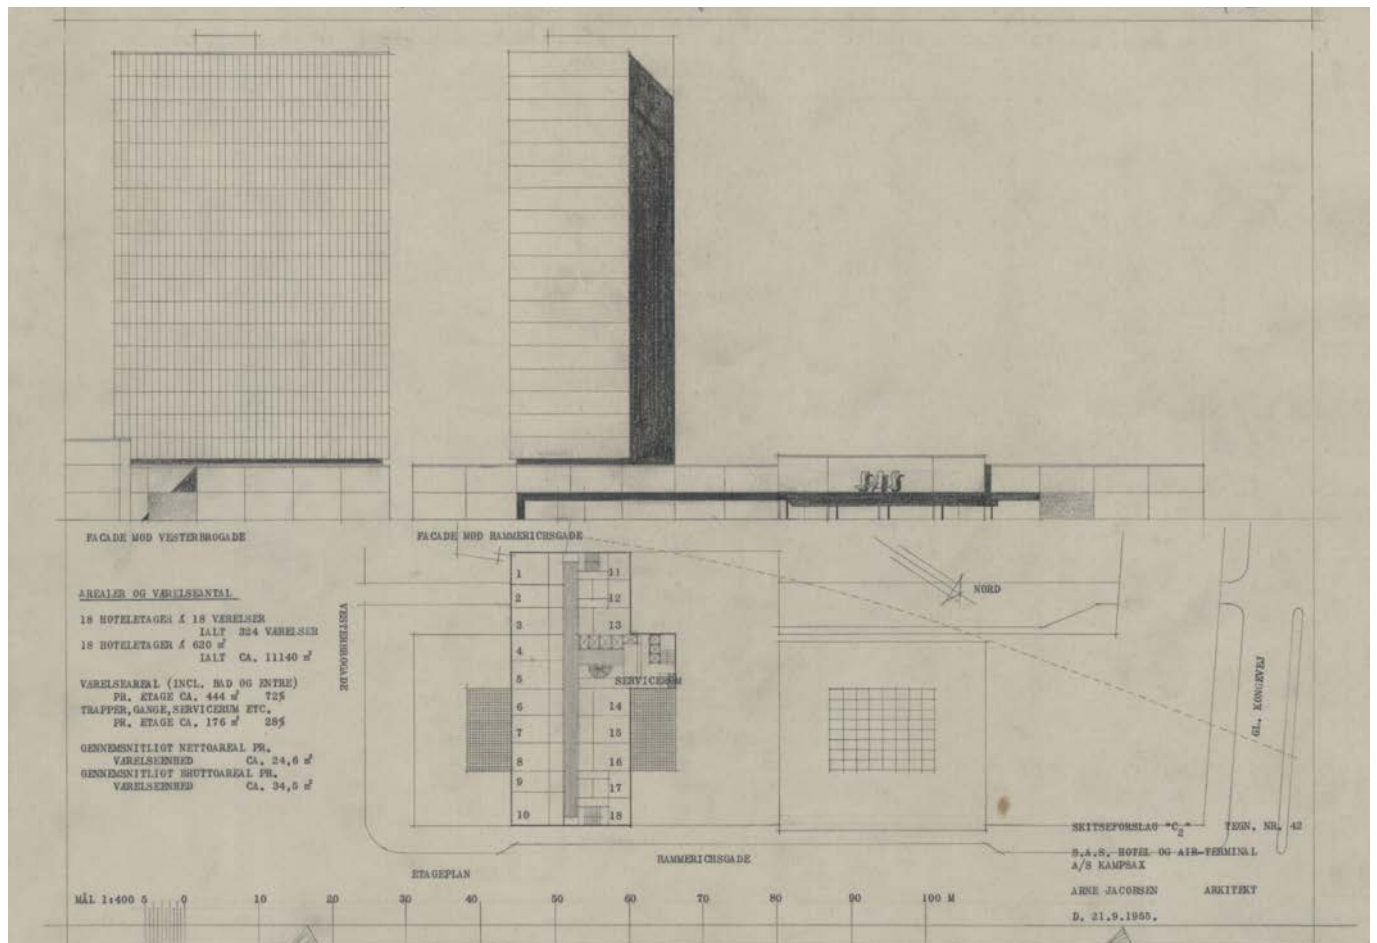 SAS
FACADE MOD VESTERBROGADE
FACADE MOD HAMMERICHSGADE
AREALER OG VÆRELSEANTAL
18 HOTELETAGER Á 18 VÆRELSER
IALT 324 VÆRELSER
18 HOTELETAGER Á 620 m²
IALT CA. 11140 m²
VÆRELSEAREAL (INCL. BAD OG ENTRE)
PR. ETAGE CA. 444 m² 72%
TRAPPER, GANGE, SERVICERUM ETC.
PR. ETAGE CA. 176 m² 28%
GENNEMSNITLIGT NETTOAREAL PR.
VÆRELSEENHED CA. 24,6 m²
GENNEMSNITLIGT BRUTTOAREAL PR.
VÆRELSEENHED CA. 34,5 m²
VESTERBROGADE
1
2
3
4
5
6
7
8
9
10
11
12
13
SERVICERUM
14
15
16
17
18
NORD
GL. KONGEVEJ
HAMMERICHSGADE
ETAGEPLAN
MÅL 1:400 5 0 10 20 30 40 50 60 70 80 90 100 M
SKITSEFORSLAG "C2" TEGN. NR. 42
S.A.S. HOTEL OG AIR-TERMINAL
A/S KAMPSAX
ARNE JACOBSEN ARKITEKT
D. 21.9.1955.